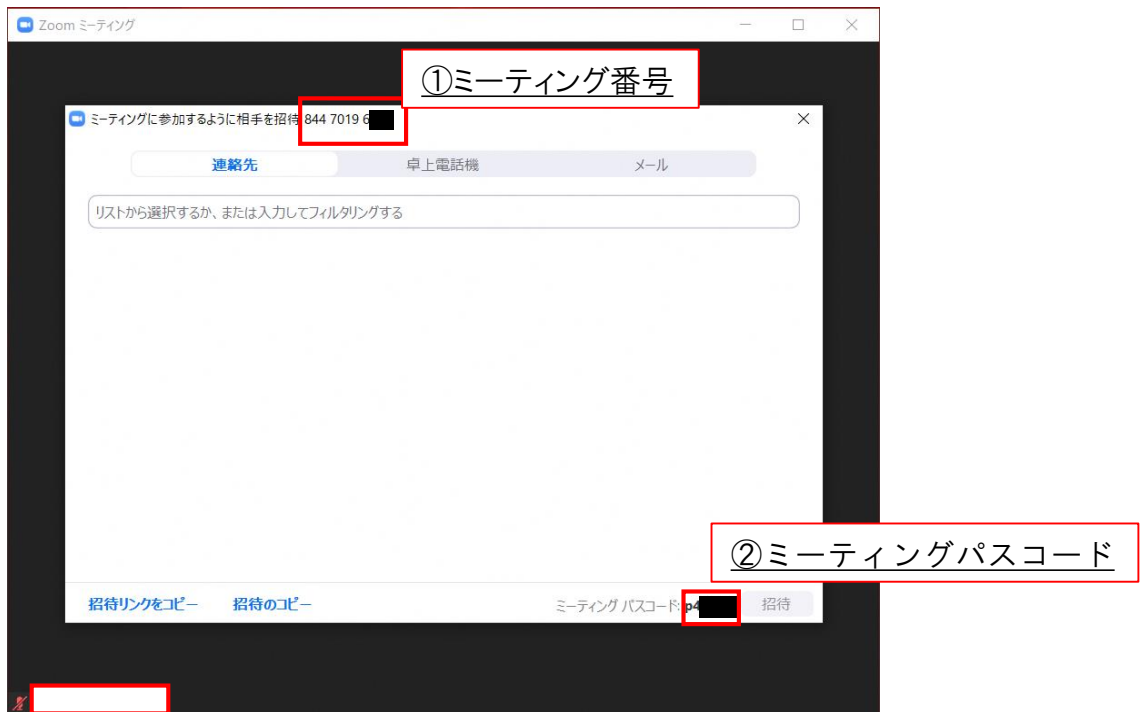 Zoom ミーティング
①ミーティング番号
ミーティングに参加するように相手を招待 844 7019 6
連絡先 卓上電話機 メール
リストから選択するか、または入力してフィルタリングする
②ミーティングパスコード
招待リンクをコピー 招待のコピー ミーティング パスコード: p4 招待